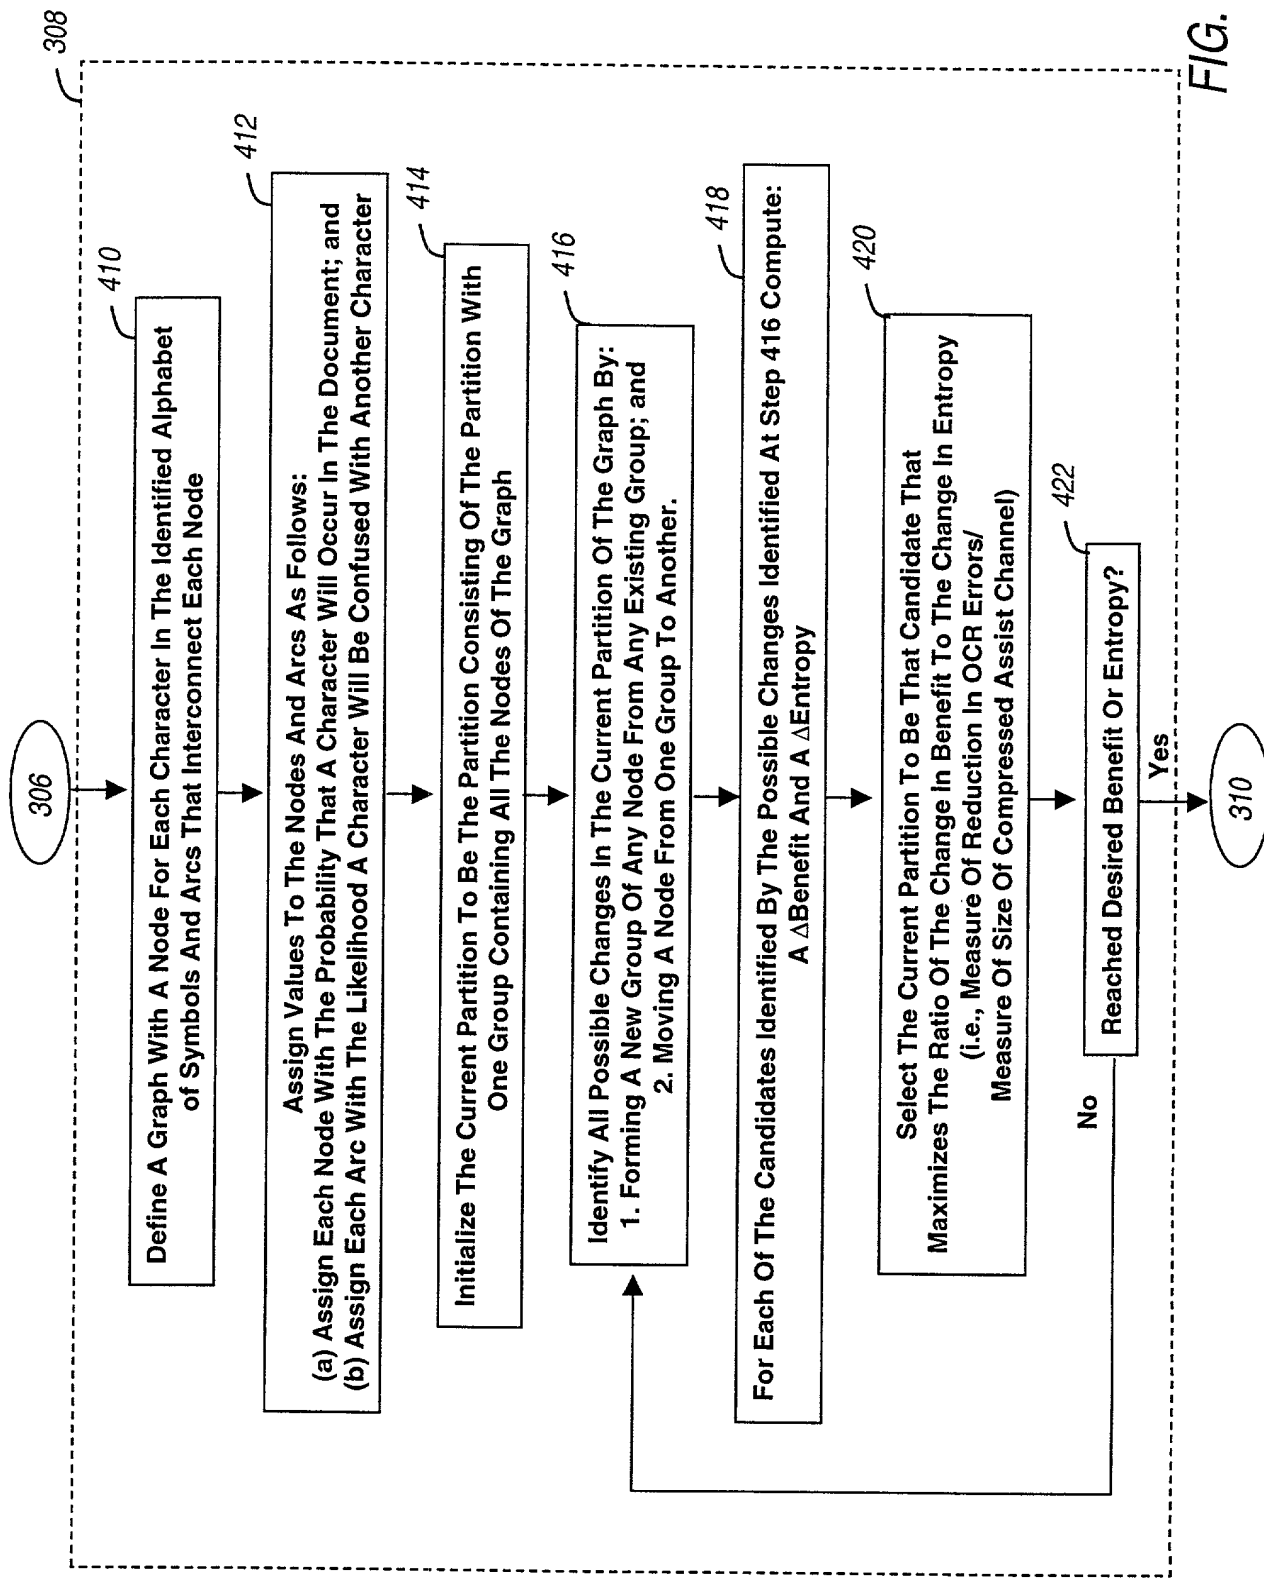 308
306
410
Define A Graph With A Node For Each Character In The Identified Alphabet
of Symbols And Arcs That Interconnect Each Node
412
Assign Values To The Nodes And Arcs As Follows:
(a) Assign Each Node With The Probability That A Character Will Occur In The Document; and
(b) Assign Each Arc With The Likelihood A Character Will Be Confused With Another Character
414
Initialize The Current Partition To Be The Partition Consisting Of The Partition With
One Group Containing All The Nodes Of The Graph
416
Identify All Possible Changes In The Current Partition Of The Graph By:
1. Forming A New Group Of Any Node From Any Existing Group; and
2. Moving A Node From One Group To Another.
418
For Each Of The Candidates Identified By The Possible Changes Identified At Step 416 Compute:
A ΔBenefit And A ΔEntropy
420
Select The Current Partition To Be That Candidate That
Maximizes The Ratio Of The Change In Benefit To The Change In Entropy
(i.e., Measure Of Reduction In OCR Errors/
Measure Of Size Of Compressed Assist Channel)
422
Reached Desired Benefit Or Entropy?
No
Yes
310
FIG.